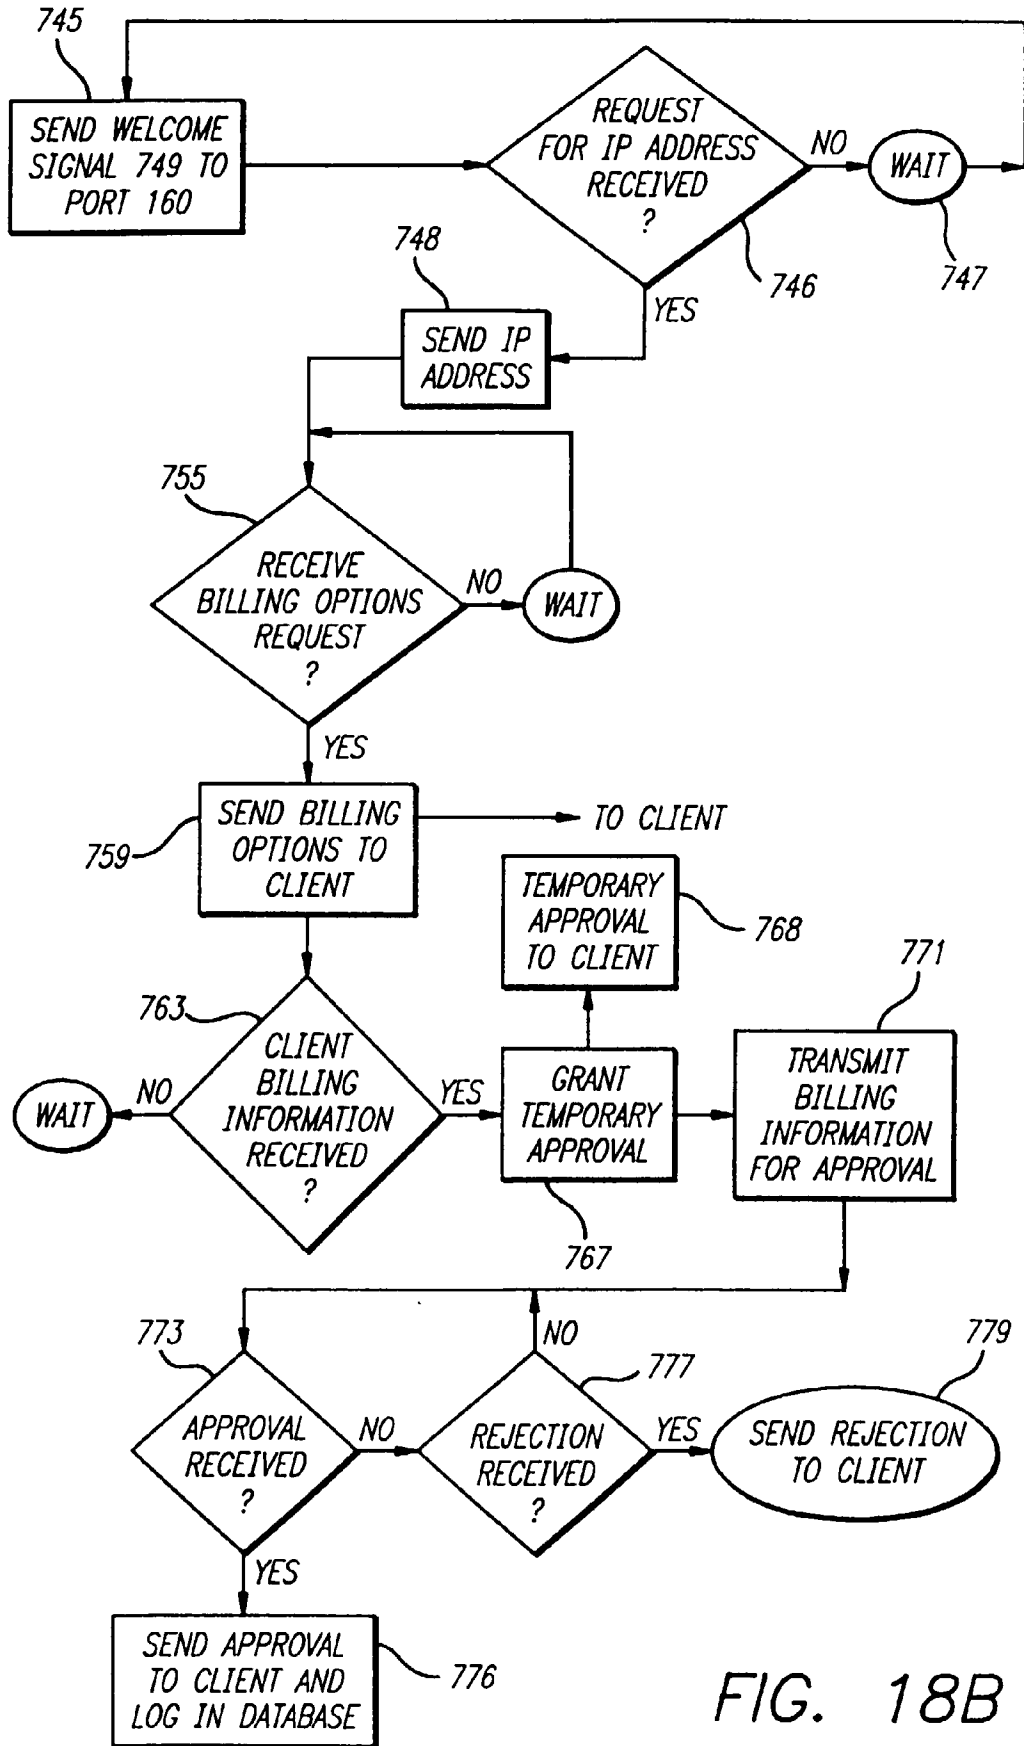 745
SEND WELCOME
SIGNAL 749 TO
PORT 160
REQUEST
FOR IP ADDRESS
RECEIVED
?
NO
WAIT
747
746
YES
748
SEND IP
ADDRESS
755
RECEIVE
BILLING OPTIONS
REQUEST
?
NO
WAIT
YES
759
SEND BILLING
OPTIONS TO
CLIENT
TO CLIENT
TEMPORARY
APPROVAL
TO CLIENT
768
771
763
CLIENT
BILLING
INFORMATION
RECEIVED
?
NO
WAIT
YES
GRANT
TEMPORARY
APPROVAL
767
TRANSMIT
BILLING
INFORMATION
FOR APPROVAL
773
APPROVAL
RECEIVED
?
NO
REJECTION
RECEIVED
?
NO
777
YES
779
SEND REJECTION
TO CLIENT
YES
SEND APPROVAL
TO CLIENT AND
LOG IN DATABASE
776
FIG. 18B